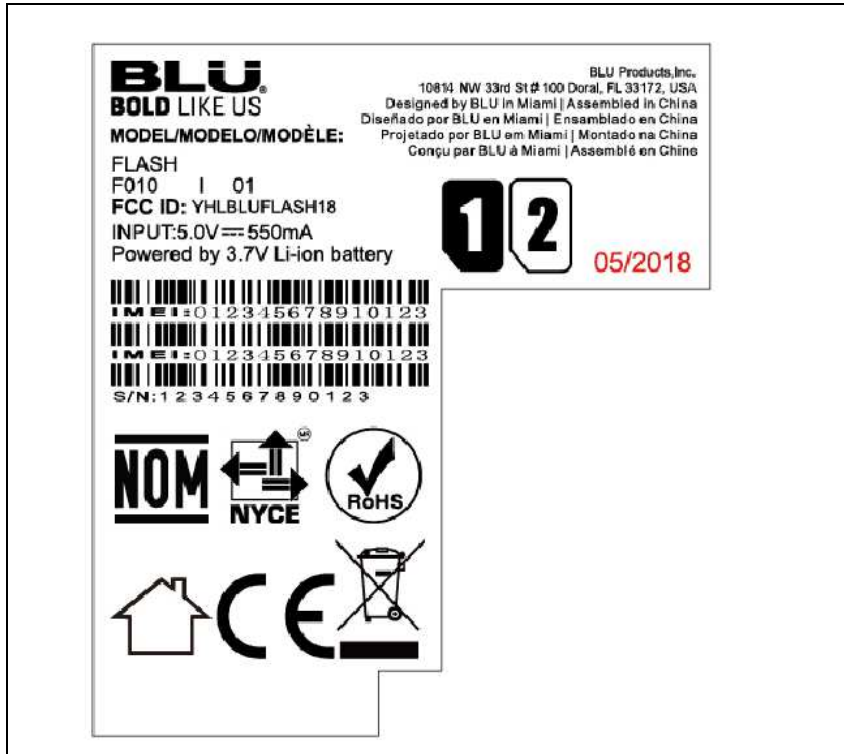 BLU®
BOLD LIKE US
MODEL/MODELO/MODÈLE:
FLASH
F010 I 01
FCC ID: YHLBLUFLASH18
INPUT:5.0V⎓550mA
Powered by 3.7V Li-ion battery
BLU Products,Inc.
10814 NW 33rd St # 100 Doral, FL 33172, USA
Designed by BLU in Miami | Assembled in China
Diseñado por BLU en Miami | Ensamblado en China
Projetado por BLU em Miami | Montado na China
Conçu par BLU à Miami | Assemblé en Chine
1 2
05/2018
IMEI:012345678910123
IMEI:012345678910123
S/N:1234567890123
NOM
NYCE
RoHS
CE